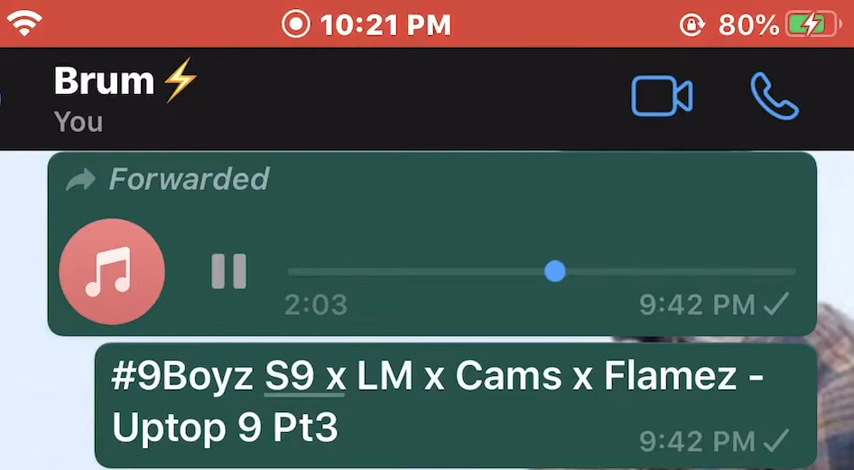 10:21 PM 80%
Brum⚡
You
Forwarded
2:03 9:42 PM
#9Boyz S9 x LM x Cams x Flamez -
Uptop 9 Pt3
9:42 PM